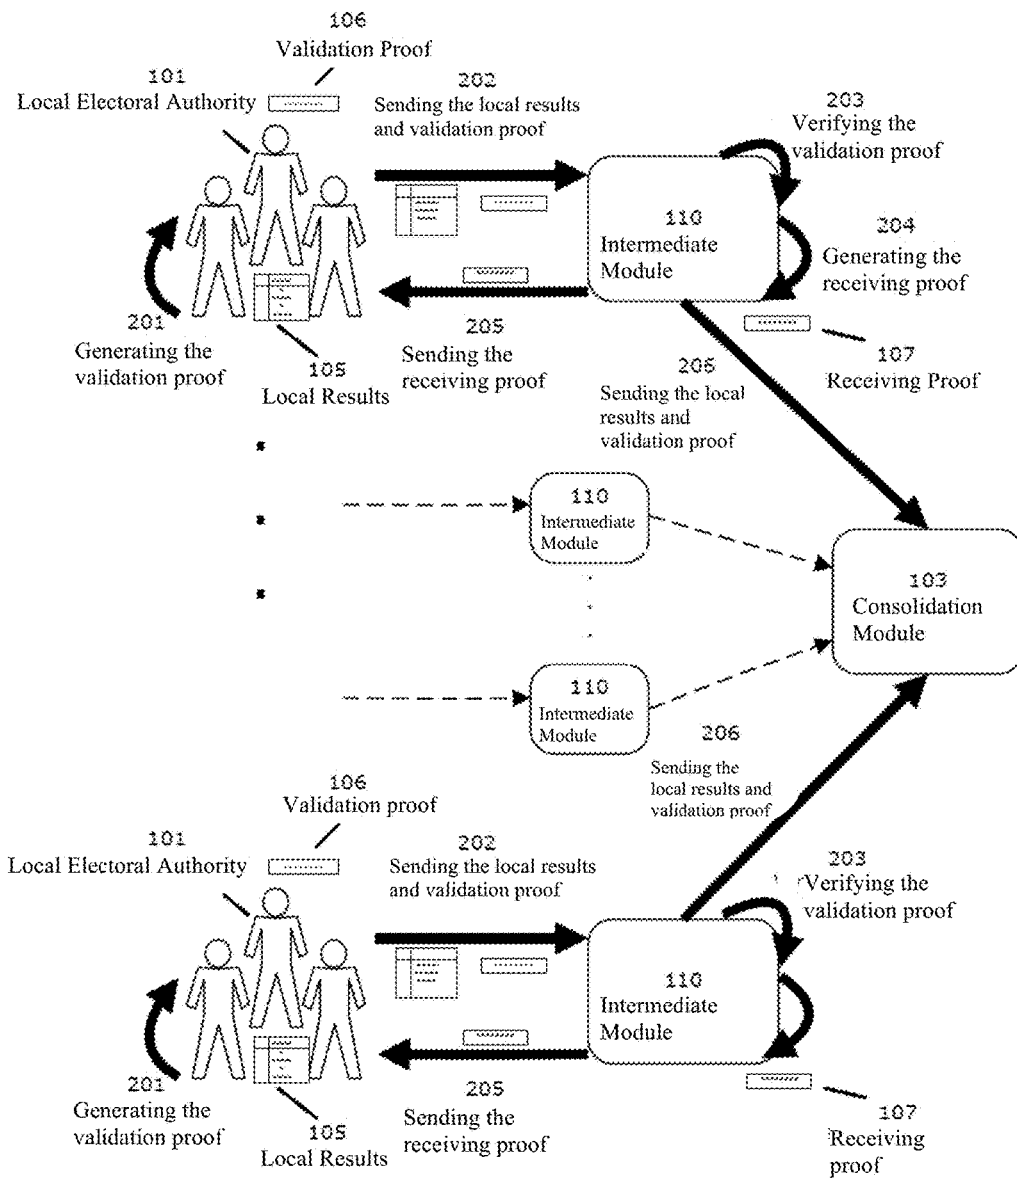 106
Validation Proof
101
Local Electoral Authority
202
Sending the local results
and validation proof
203
Verifying the
validation proof
110
Intermediate
Module
204
Generating the
receiving proof
201
Generating the
validation proof
105
Local Results
205
Sending the
receiving proof
206
Sending the local
results and
validation proof
107
Receiving Proof
110
Intermediate
Module
103
Consolidation
Module
110
Intermediate
Module
206
Sending the
local results and
validation proof
106
Validation proof
101
Local Electoral Authority
202
Sending the local results
and validation proof
203
Verifying the
validation proof
110
Intermediate
Module
201
Generating the
validation proof
105
Local Results
205
Sending the
receiving proof
107
Receiving
proof